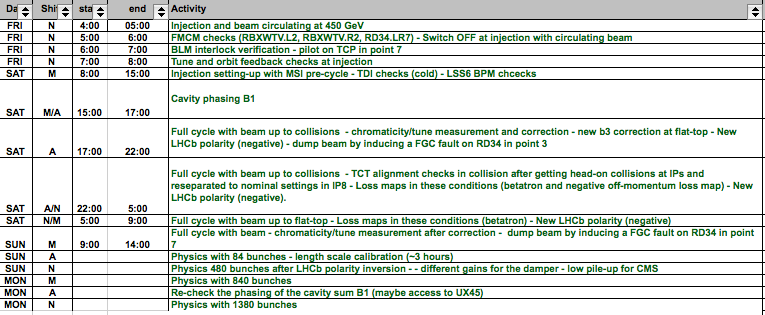 Da Shi sta end Activity
FRI N 4:00 05:00 Injection and beam circulating at 450 GeV
FRI N 5:00 6:00 FMCM checks (RBXWTV.L2, RBXWTV.R2, RD34.LR7) - Switch OFF at injection with circulating beam
FRI N 6:00 7:00 BLM interlock verification - pilot on TCP in point 7
FRI N 7:00 8:00 Tune and orbit feedback checks at injection
SAT M 8:00 15:00 Injection setting-up with MSI pre-cycle - TDI checks (cold) - LSS6 BPM chcecks
Cavity phasing B1
SAT M/A 15:00 17:00
Full cycle with beam up to collisions - chromaticity/tune measurement and correction - new b3 correction at flat-top - New
LHCb polarity (negative) - dump beam by inducing a FGC fault on RD34 in point 3
SAT A 17:00 22:00
Full cycle with beam up to collisions - TCT alignment checks in collision after getting head-on collisions at IPs and
reseparated to nominal settings in IP8 - Loss maps in these conditions (betatron and negative off-momentum loss map) - New
LHCb polarity (negative).
SAT A/N 22:00 5:00
SAT N/M 5:00 9:00 Full cycle with beam up to flat-top - Loss maps in these conditions (betatron) - New LHCb polarity (negative)
Full cycle with beam - chromaticity/tune measurement after correction - dump beam by inducing a FGC fault on RD34 in point
SUN M 9:00 14:00 7
SUN A Physics with 84 bunches - length scale calibration (~3 hours)
SUN N Physics 480 bunches after LHCb polarity inversion - - different gains for the damper - low pile-up for CMS
MON M Physics with 840 bunches
MON A Re-check the phasing of the cavity sum B1 (maybe access to UX45)
MON N Physics with 1380 bunches